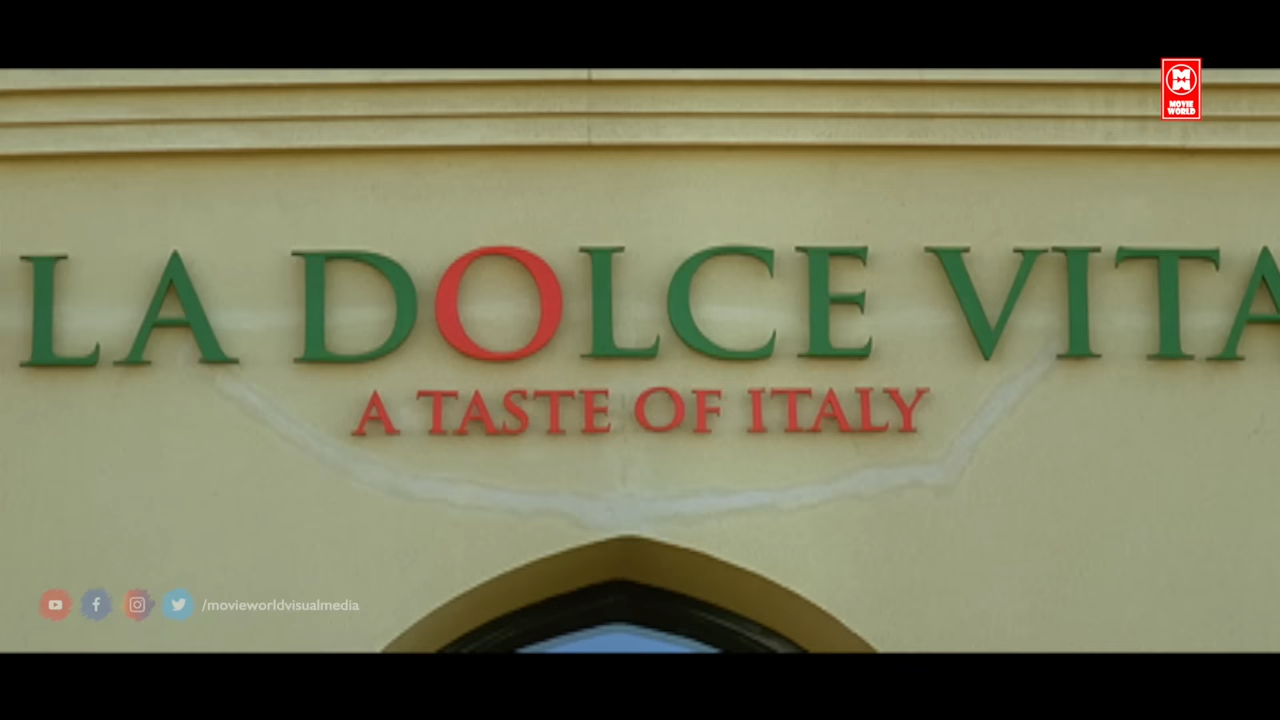 MOVIE
WORLD
LA DOLCE VITA
A TASTE OF ITALY
/movieworldvisualmedia